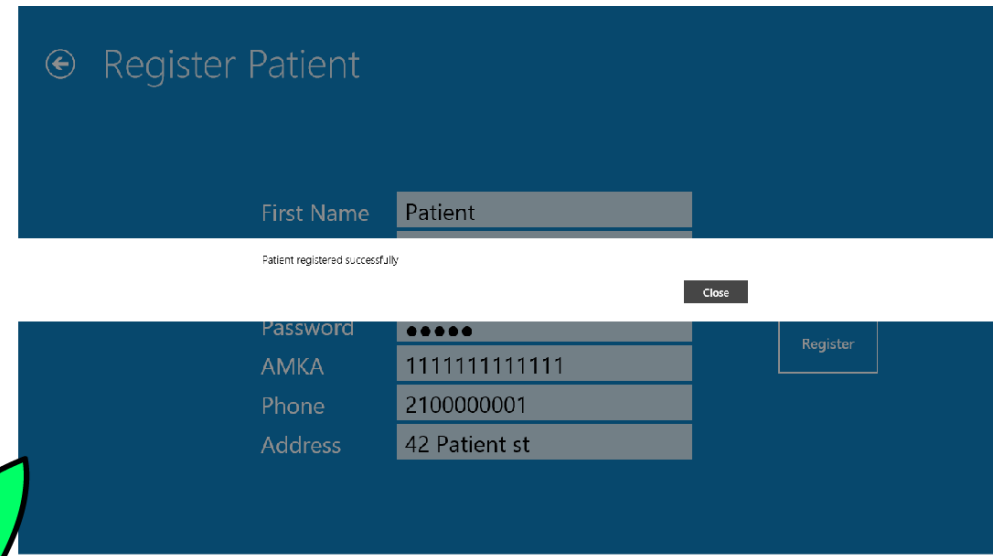 Register Patient
First Name Patient
Patient registered successfully
Close
Password ●●●●●
Register
AMKA 1111111111111
Phone 2100000001
Address 42 Patient st